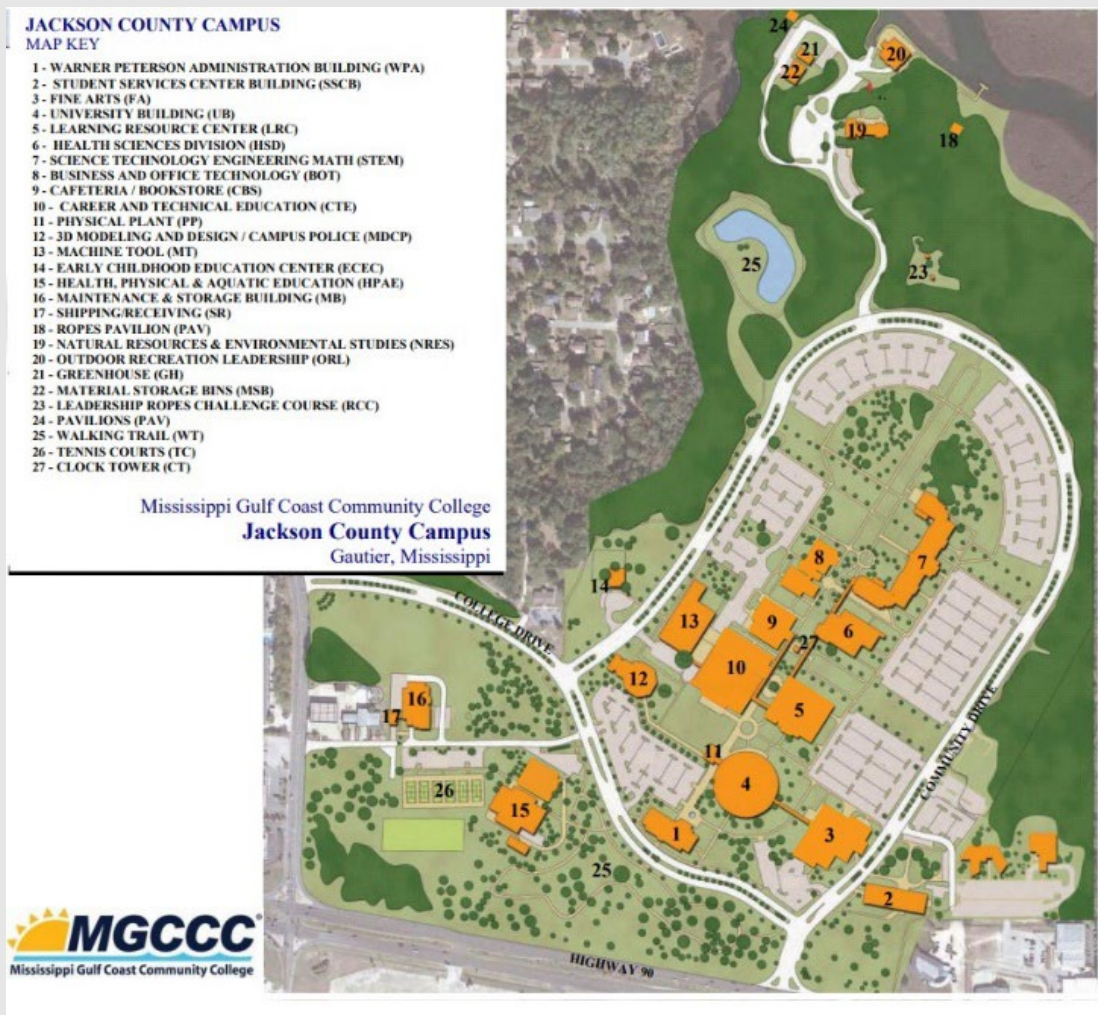 JACKSON COUNTY CAMPUS
MAP KEY
1 - WARNER PETERSON ADMINISTRATION BUILDING (WPA)
2 - STUDENT SERVICES CENTER BUILDING (SSCB)
3 - FINE ARTS (FA)
4 - UNIVERSITY BUILDING (UB)
5 - LEARNING RESOURCE CENTER (LRC)
6 - HEALTH SCIENCES DIVISION (HSD)
7 - SCIENCE TECHNOLOGY ENGINEERING MATH (STEM)
8 - BUSINESS AND OFFICE TECHNOLOGY (BOT)
9 - CAFETERIA / BOOKSTORE (CBS)
10 - CAREER AND TECHNICAL EDUCATION (CTE)
11 - PHYSICAL PLANT (PP)
12 - 3D MODELING AND DESIGN / CAMPUS POLICE (MDCP)
13 - MACHINE TOOL (MT)
14 - EARLY CHILDHOOD EDUCATION CENTER (ECEC)
15 - HEALTH, PHYSICAL & AQUATIC EDUCATION (HPAE)
16 - MAINTENANCE & STORAGE BUILDING (MB)
17 - SHIPPING/RECEIVING (SR)
18 - ROPES PAVILION (PAV)
19 - NATURAL RESOURCES & ENVIRONMENTAL STUDIES (NRES)
20 - OUTDOOR RECREATION LEADERSHIP (ORL)
21 - GREENHOUSE (GH)
22 - MATERIAL STORAGE BINS (MSB)
23 - LEADERSHIP ROPES CHALLENGE COURSE (RCC)
24 - PAVILIONS (PAV)
25 - WALKING TRAIL (WT)
26 - TENNIS COURTS (TC)
27 - CLOCK TOWER (CT)
Mississippi Gulf Coast Community College
Jackson County Campus
Gautier, Mississippi
24
21
20
22
19
18
25
23
8
7
14
COLLEGE DRIVE
13
9
6
27
10
12
16
5
17
11
COMMUNITY DRIVE
4
26
15
1
3
25
2
MGCCC
Mississippi Gulf Coast Community College
HIGHWAY 90